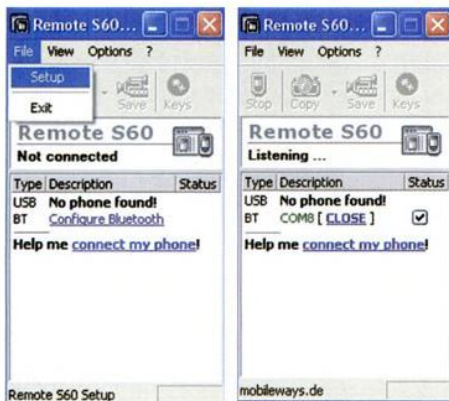 Remote S60...
File View Options ?
Setup
Exit
Save Keys
Remote S60
Not connected
Type Description Status
USB No phone found!
BT Configure Bluetooth
Help me connect my phone!
Remote S60 Setup
Remote S60...
File View Options ?
Stop Copy Save Keys
Remote S60
Listening ...
Type Description Status
USB No phone found!
BT COM8 [ CLOSE ]
Help me connect my phone!
mobileways.de